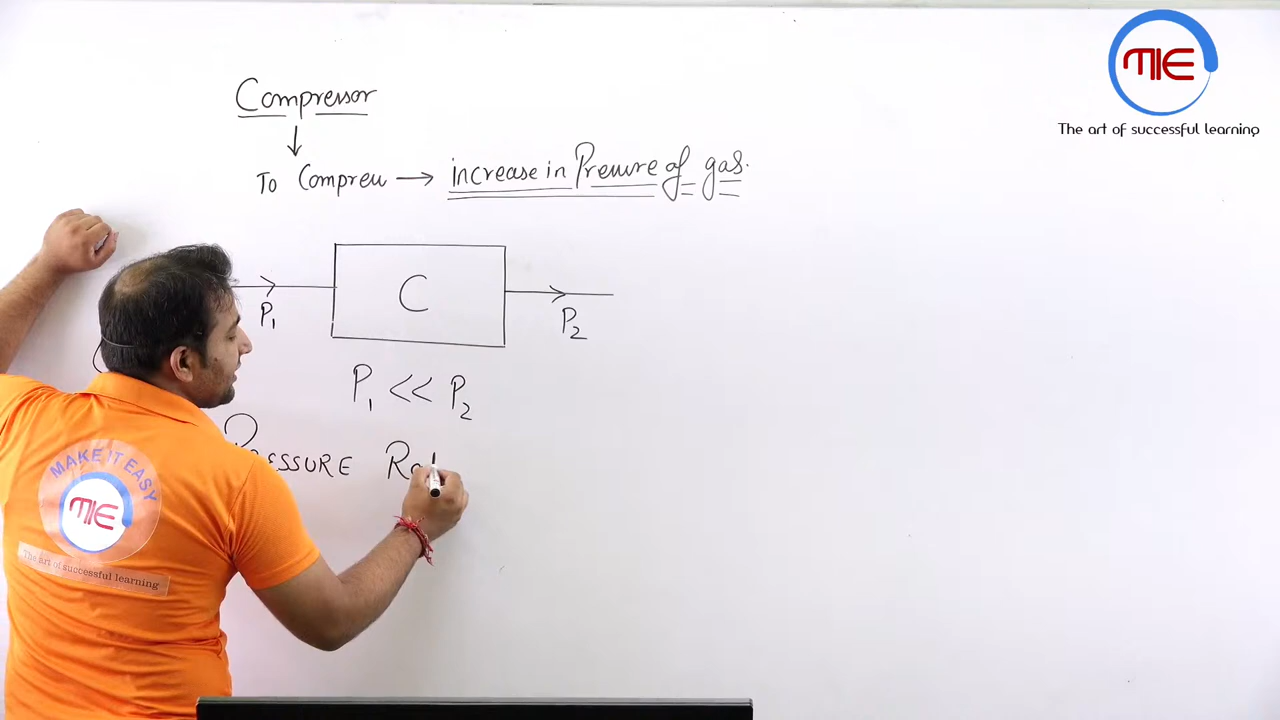 MIE
The art of successful learning
Compressor
To Compress → increase in Pressure of gas.
C
P₁
P₂
P₁ << P₂
PRESSURE
MAKE IT EASY
MIE
The art of successful learning